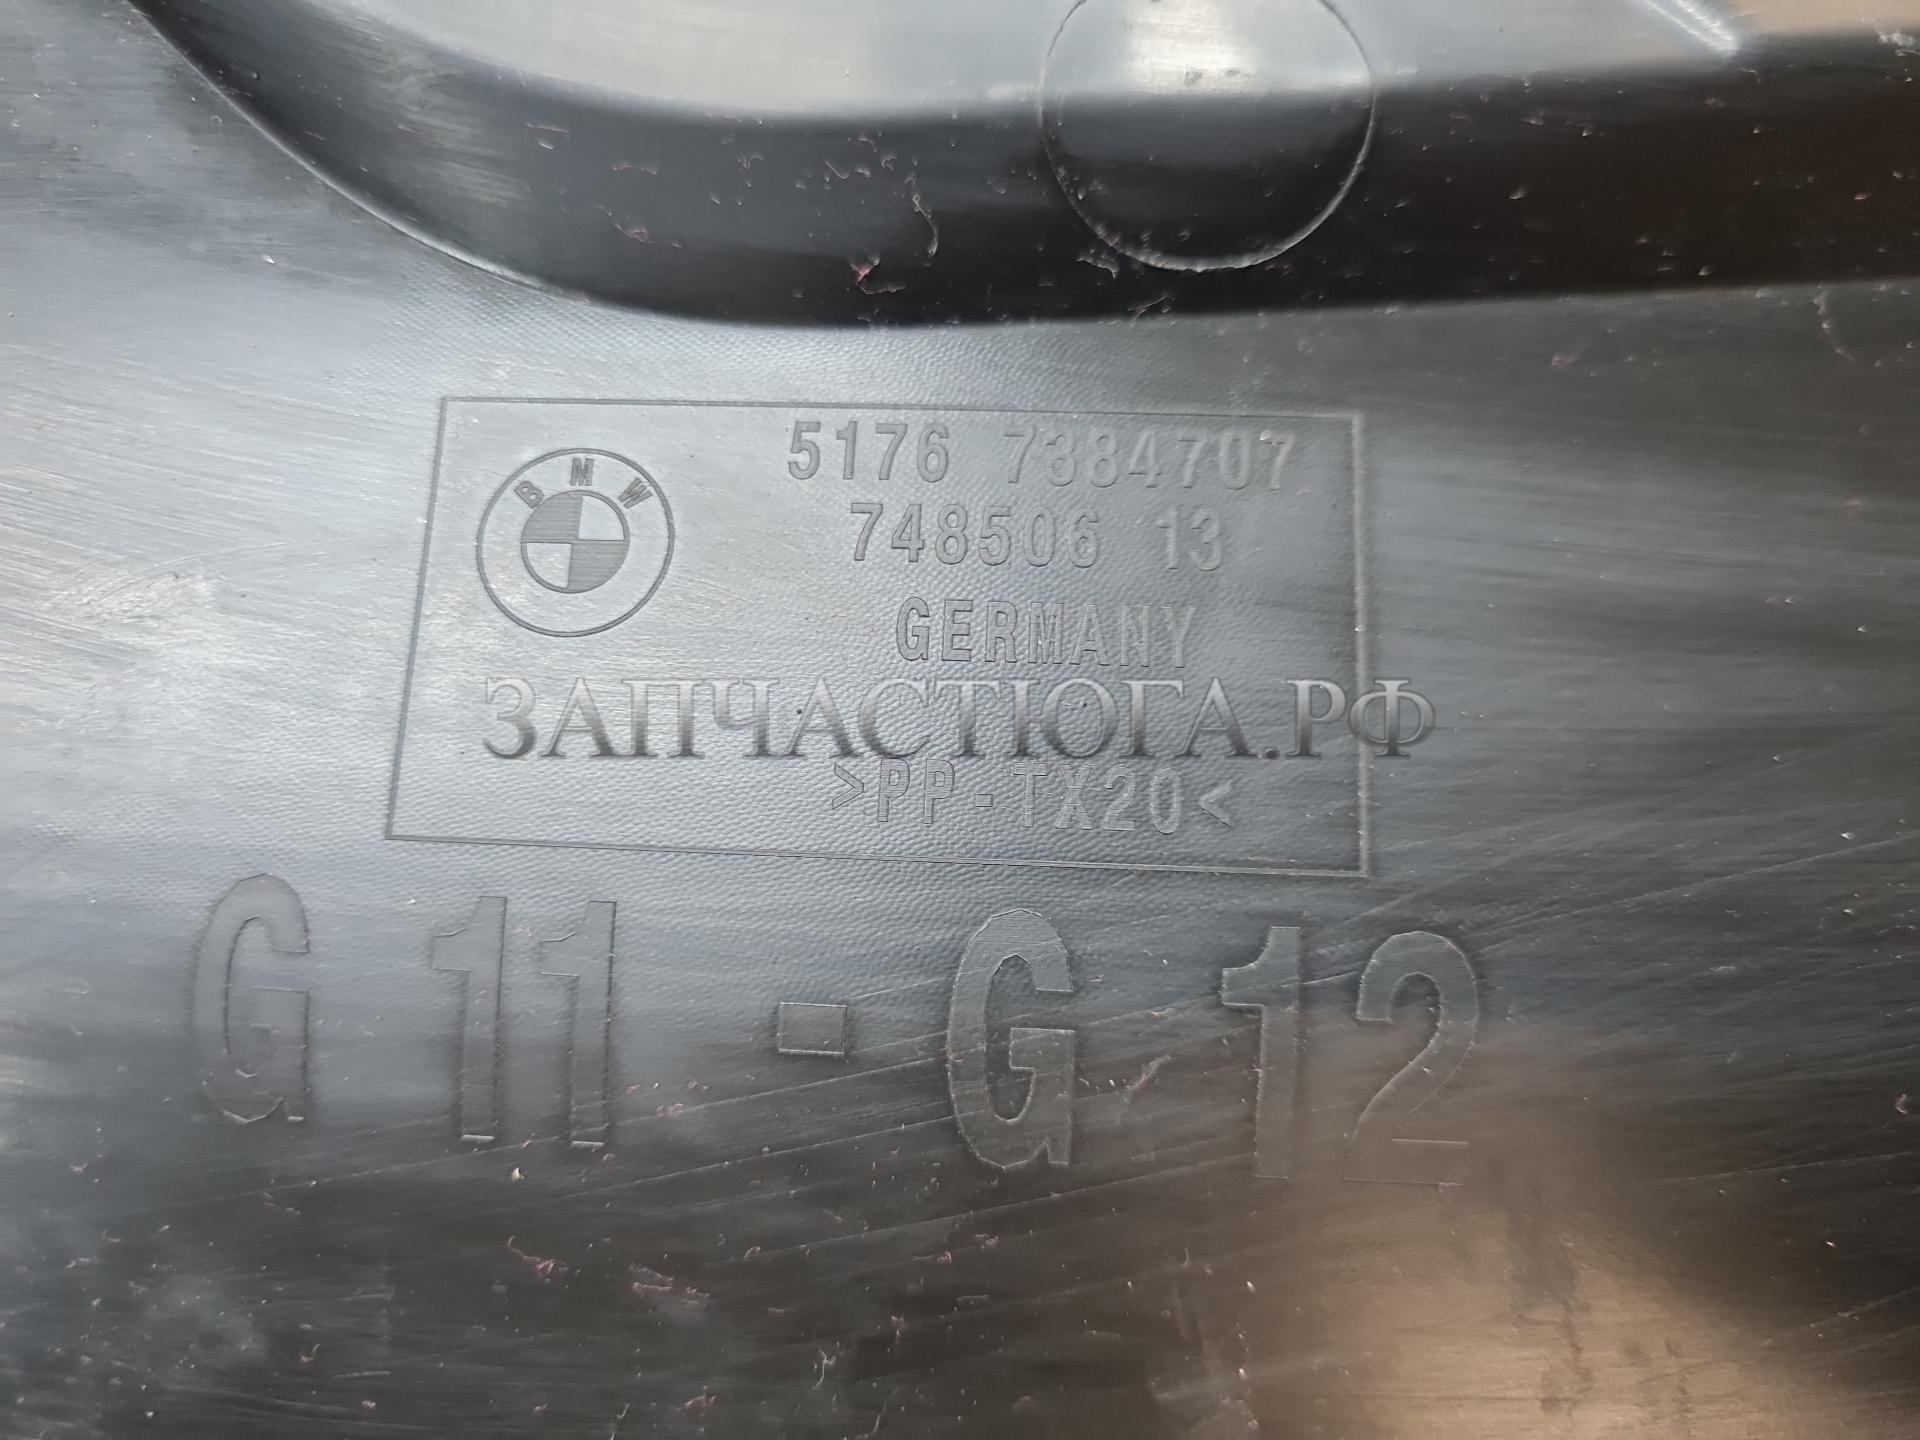 BMW
5176 7384707
748506 13
GERMANY
ЗАПЧАСТЮГА.РФ
>PP-TX20<
G 11 - G 12